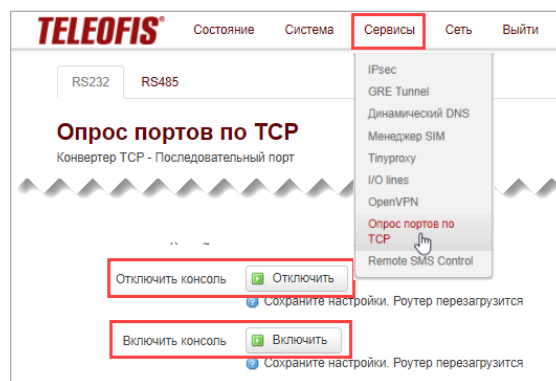 TELEOFIS®
Состояние Система Сервисы Сеть Выйти
RS232 RS485
IPsec
GRE Tunnel
Динамический DNS
Менеджер SIM
Tinyproxy
I/O lines
OpenVPN
Опрос портов по
TCP
Remote SMS Control
Опрос портов по TCP
Конвертер TCP - Последовательный порт
Отключить консоль Отключить
Сохраните настройки. Роутер перезагрузится
Включить консоль Включить
Сохраните настройки. Роутер перезагрузится